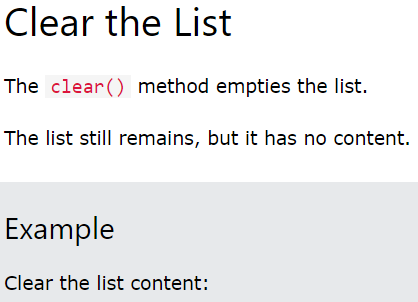 Clear the List
The clear() method empties the list.
The list still remains, but it has no content.
Example
Clear the list content: